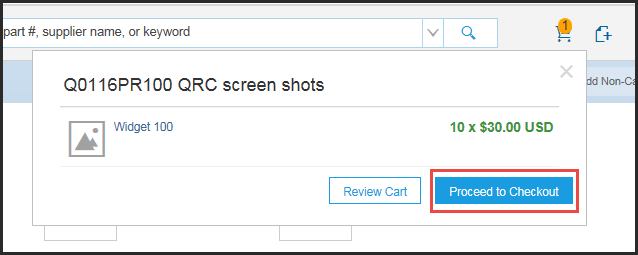 part #, supplier name, or keyword
1
Q0116PR100 QRC screen shots
dd Non-Ca
Widget 100
10 x $30.00 USD
Review Cart
Proceed to Checkout